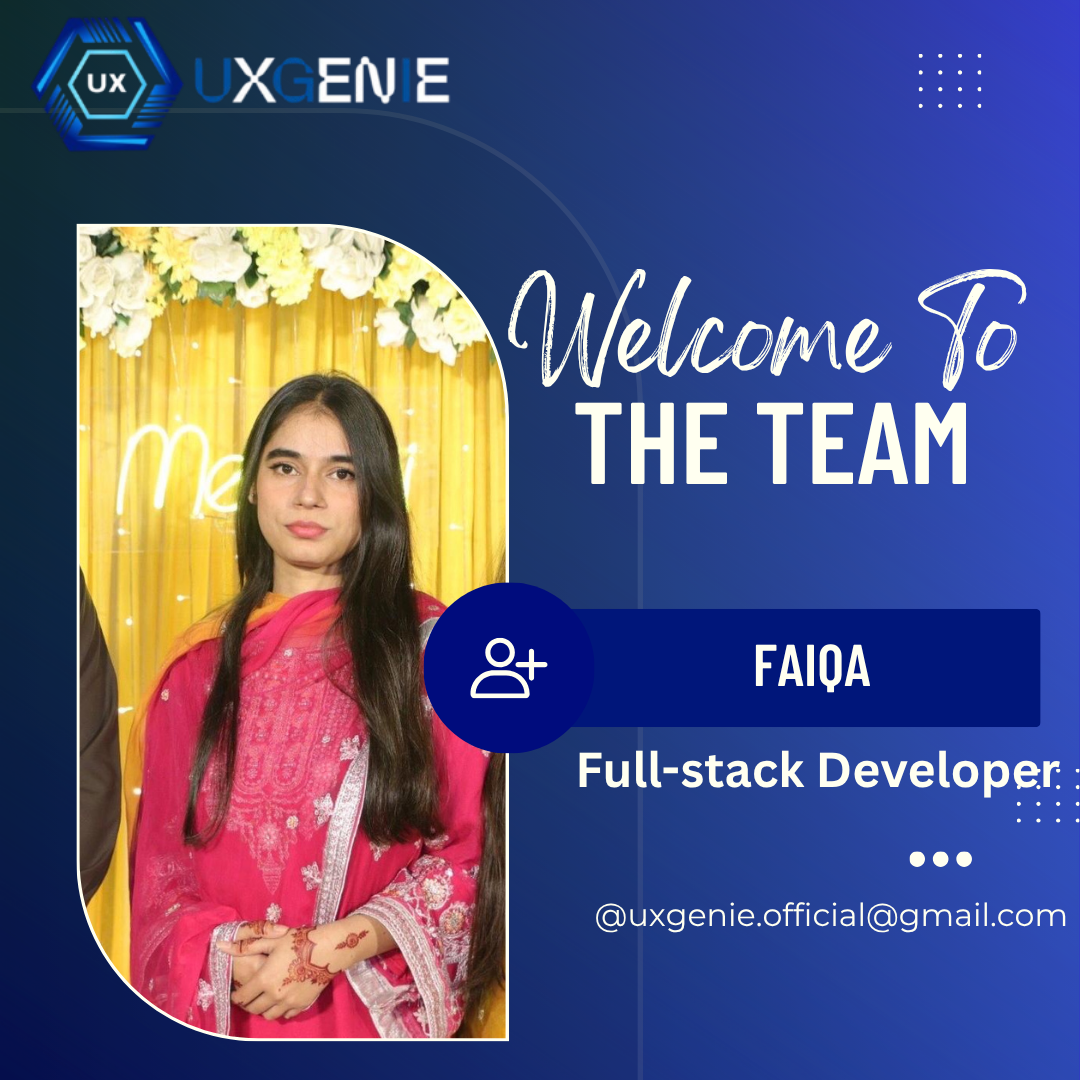 UX
UXGENIE
Welcome To
THE TEAM
FAIQA
Full-stack Developer
@uxgenie.official@gmail.com